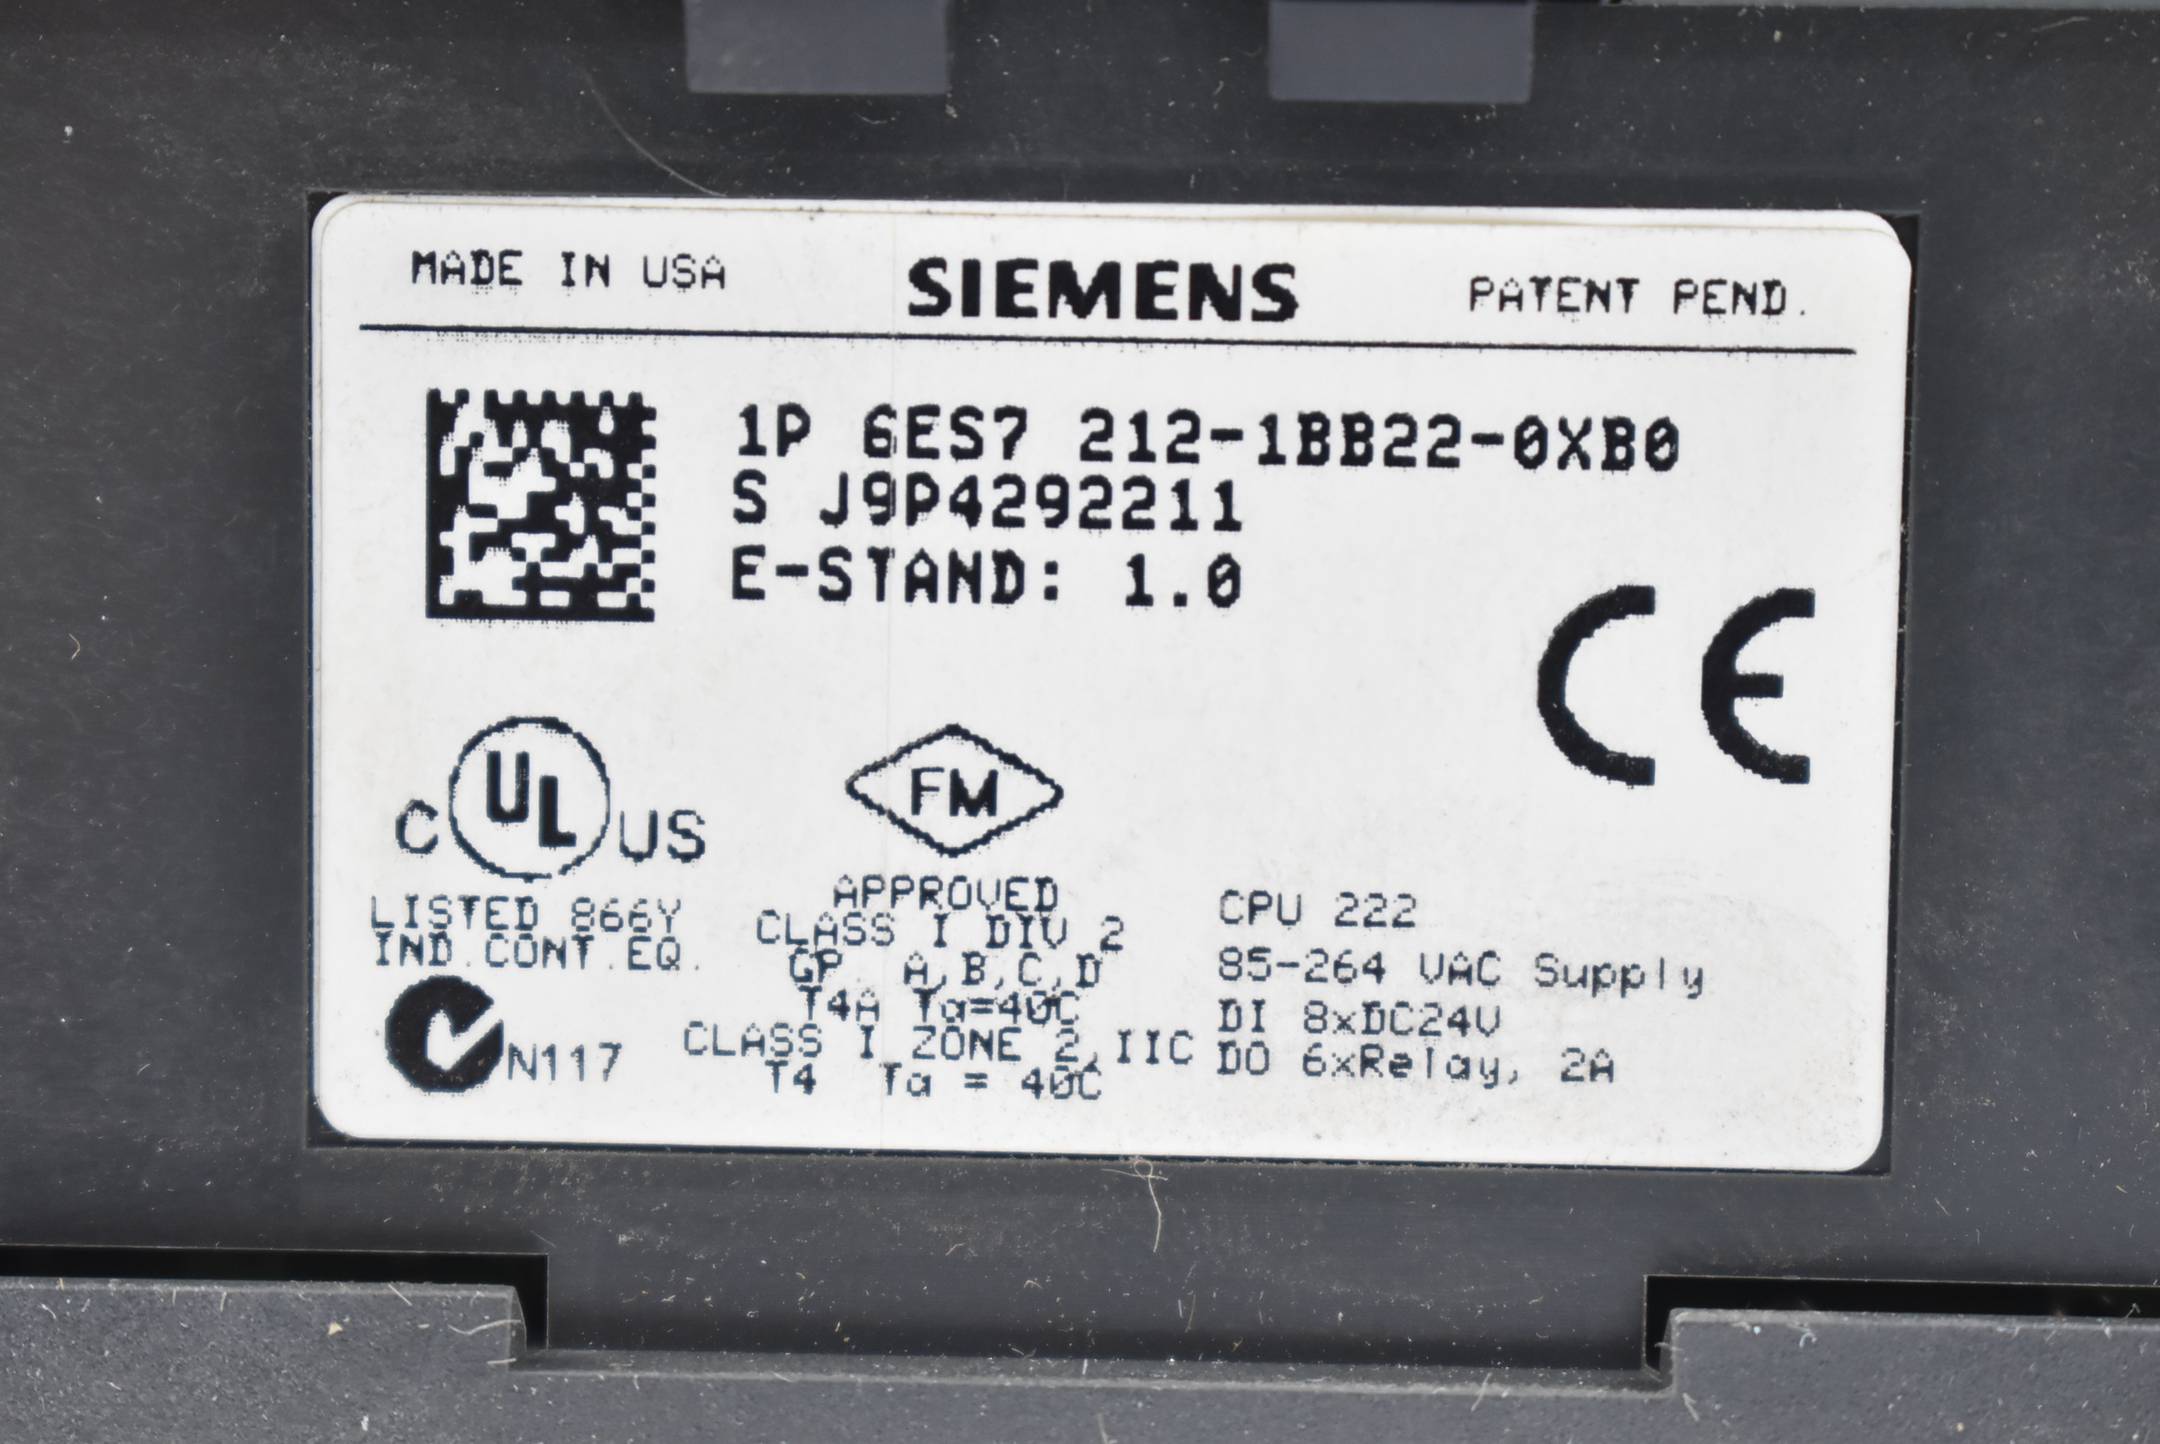 MADE IN USA SIEMENS PATENT PEND.
1P 6ES7 212-1BB22-0XB0
S J9P4292211
E-STAND: 1.0
CE
C UL US
LISTED 866Y
IND.CONT.EQ.
N117
FM
APPROVED
CLASS I DIV 2
GP. A,B,C,D
T4A Ta=40C
CLASS I ZONE 2,IIC
T4 Ta = 40C
CPU 222
85-264 VAC Supply
DI 8xDC24V
DO 6xRelay, 2A